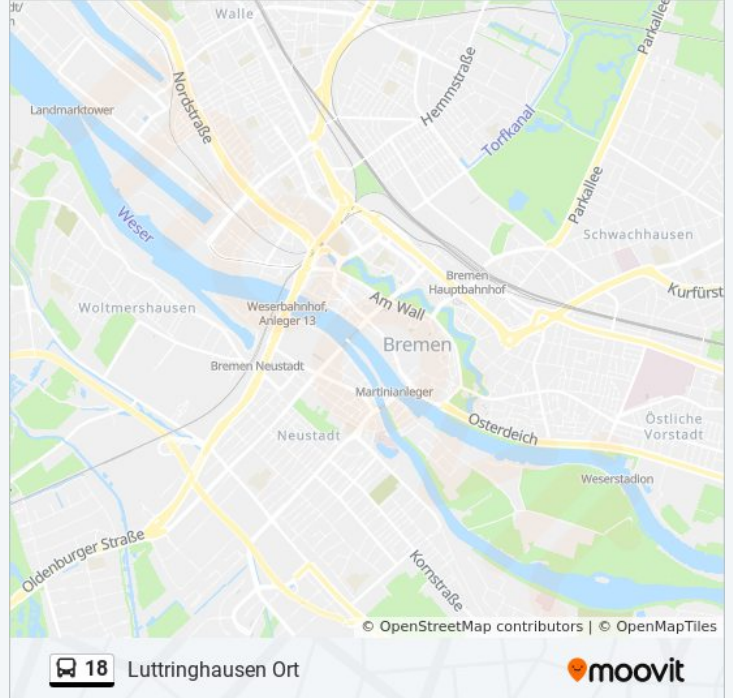 dt/
Walle
Parkallee
Hemmstraße
Nordstraße
Landmarktower
Torfkanal
Parkallee
Weser
Schwachhausen
Bremen
Hauptbahnhof
Kurfürst
Woltmershausen
Weserbahnhof,
Anleger 13
Am Wall
Bremen
Bremen Neustadt
Martinianleger
Osterdeich
Östliche
Vorstadt
Neustadt
Weserstadion
Oldenburger Straße
Kornstraße
© OpenStreetMap contributors | © OpenMapTiles
18 Luttringhausen Ort
moovit